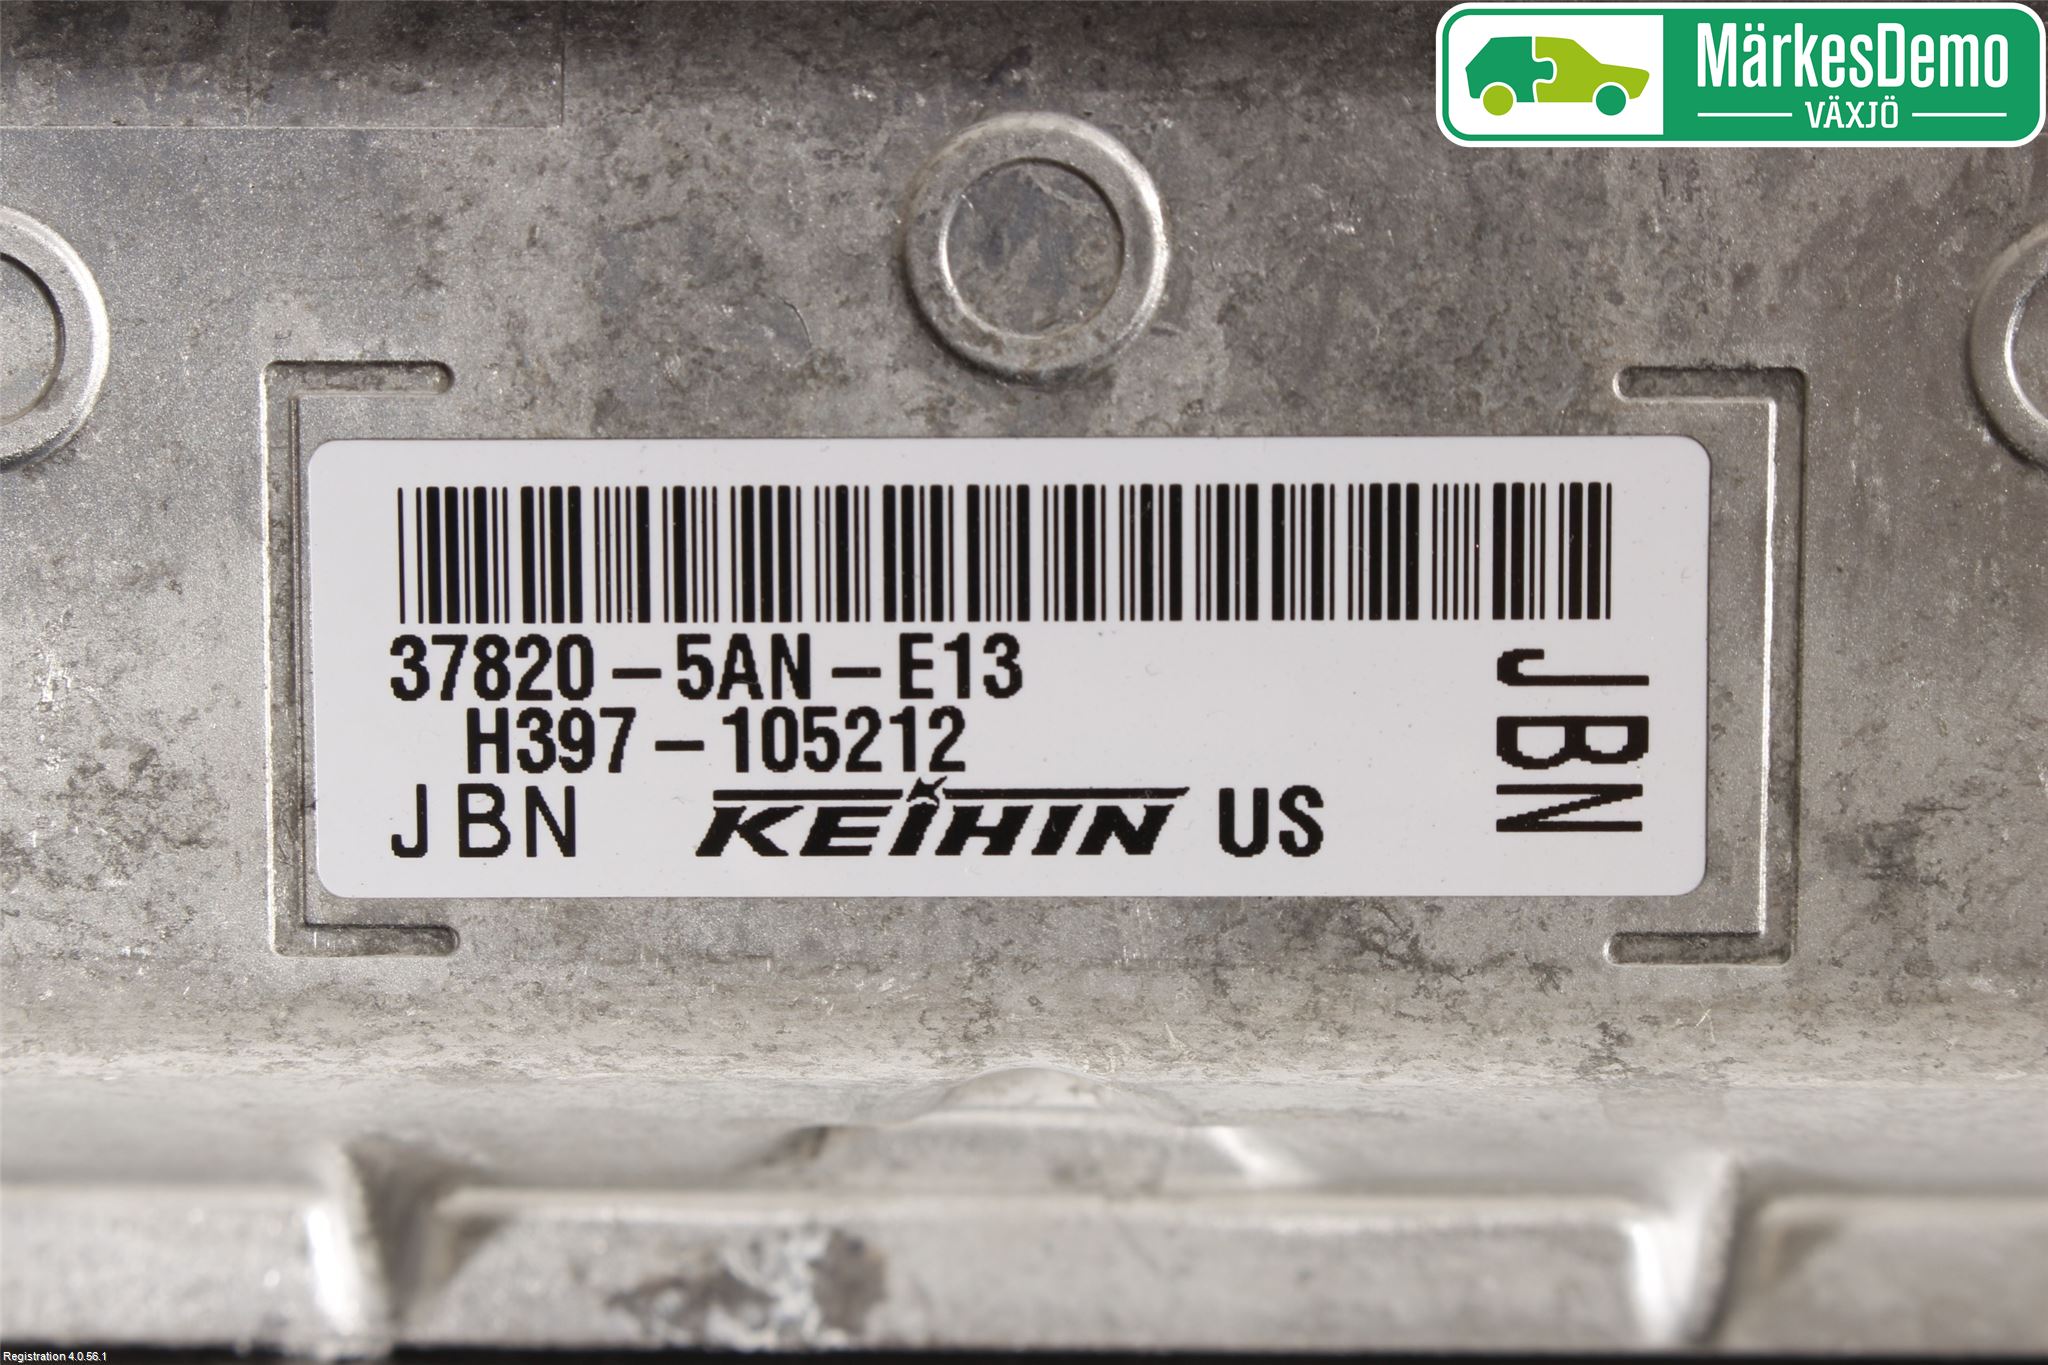 MärkesDemo
VÄXJÖ
37820-5AN-E13
H397-105212
JBN KEIHIN US
JBN
Registration 4.0.56.1